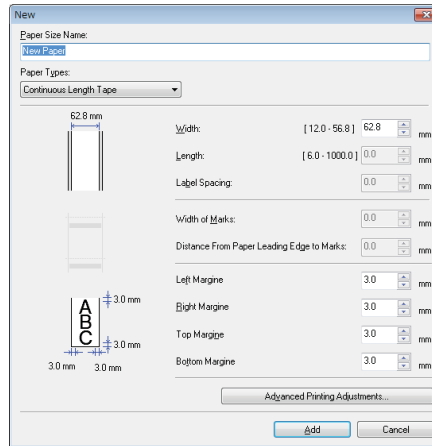 New
Paper Size Name:
New Paper
Paper Types:
Continuous Length Tape
62.8 mm
Width: [ 12.0 - 56.8 ] 62.8 mm
Length: [ 6.0 - 1000.0 ] 0.0 mm
Label Spacing: 0.0 mm
Width of Marks: 0.0 mm
Distance From Paper Leading Edge to Marks: 0.0 mm
Left Margine 3.0 mm
Right Margine 3.0 mm
Top Margine 3.0 mm
Bottom Margine 3.0 mm
3.0 mm
A
B
C
3.0 mm
3.0 mm 3.0 mm
Advanced Printing Adjustments...
Add Cancel